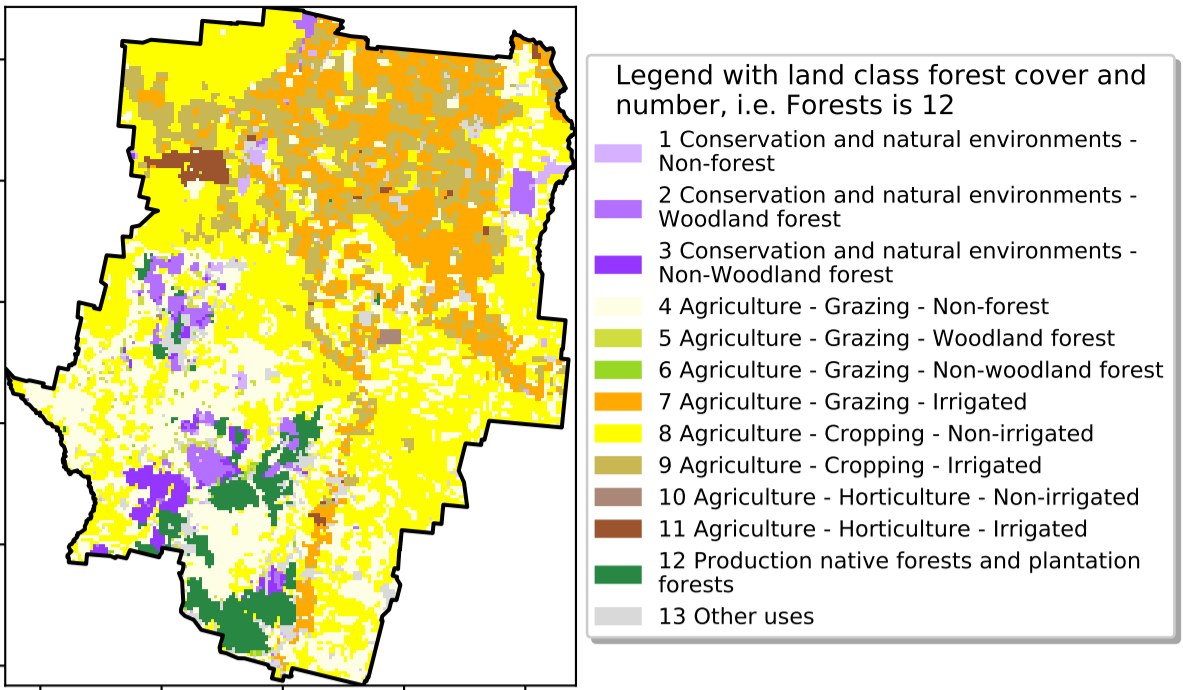 Legend with land class forest cover and
number, i.e. Forests is 12
1 Conservation and natural environments -
Non-forest
2 Conservation and natural environments -
Woodland forest
3 Conservation and natural environments -
Non-Woodland forest
4 Agriculture - Grazing - Non-forest
5 Agriculture - Grazing - Woodland forest
6 Agriculture - Grazing - Non-woodland forest
7 Agriculture - Grazing - Irrigated
8 Agriculture - Cropping - Non-irrigated
9 Agriculture - Cropping - Irrigated
10 Agriculture - Horticulture - Non-irrigated
11 Agriculture - Horticulture - Irrigated
12 Production native forests and plantation
forests
13 Other uses